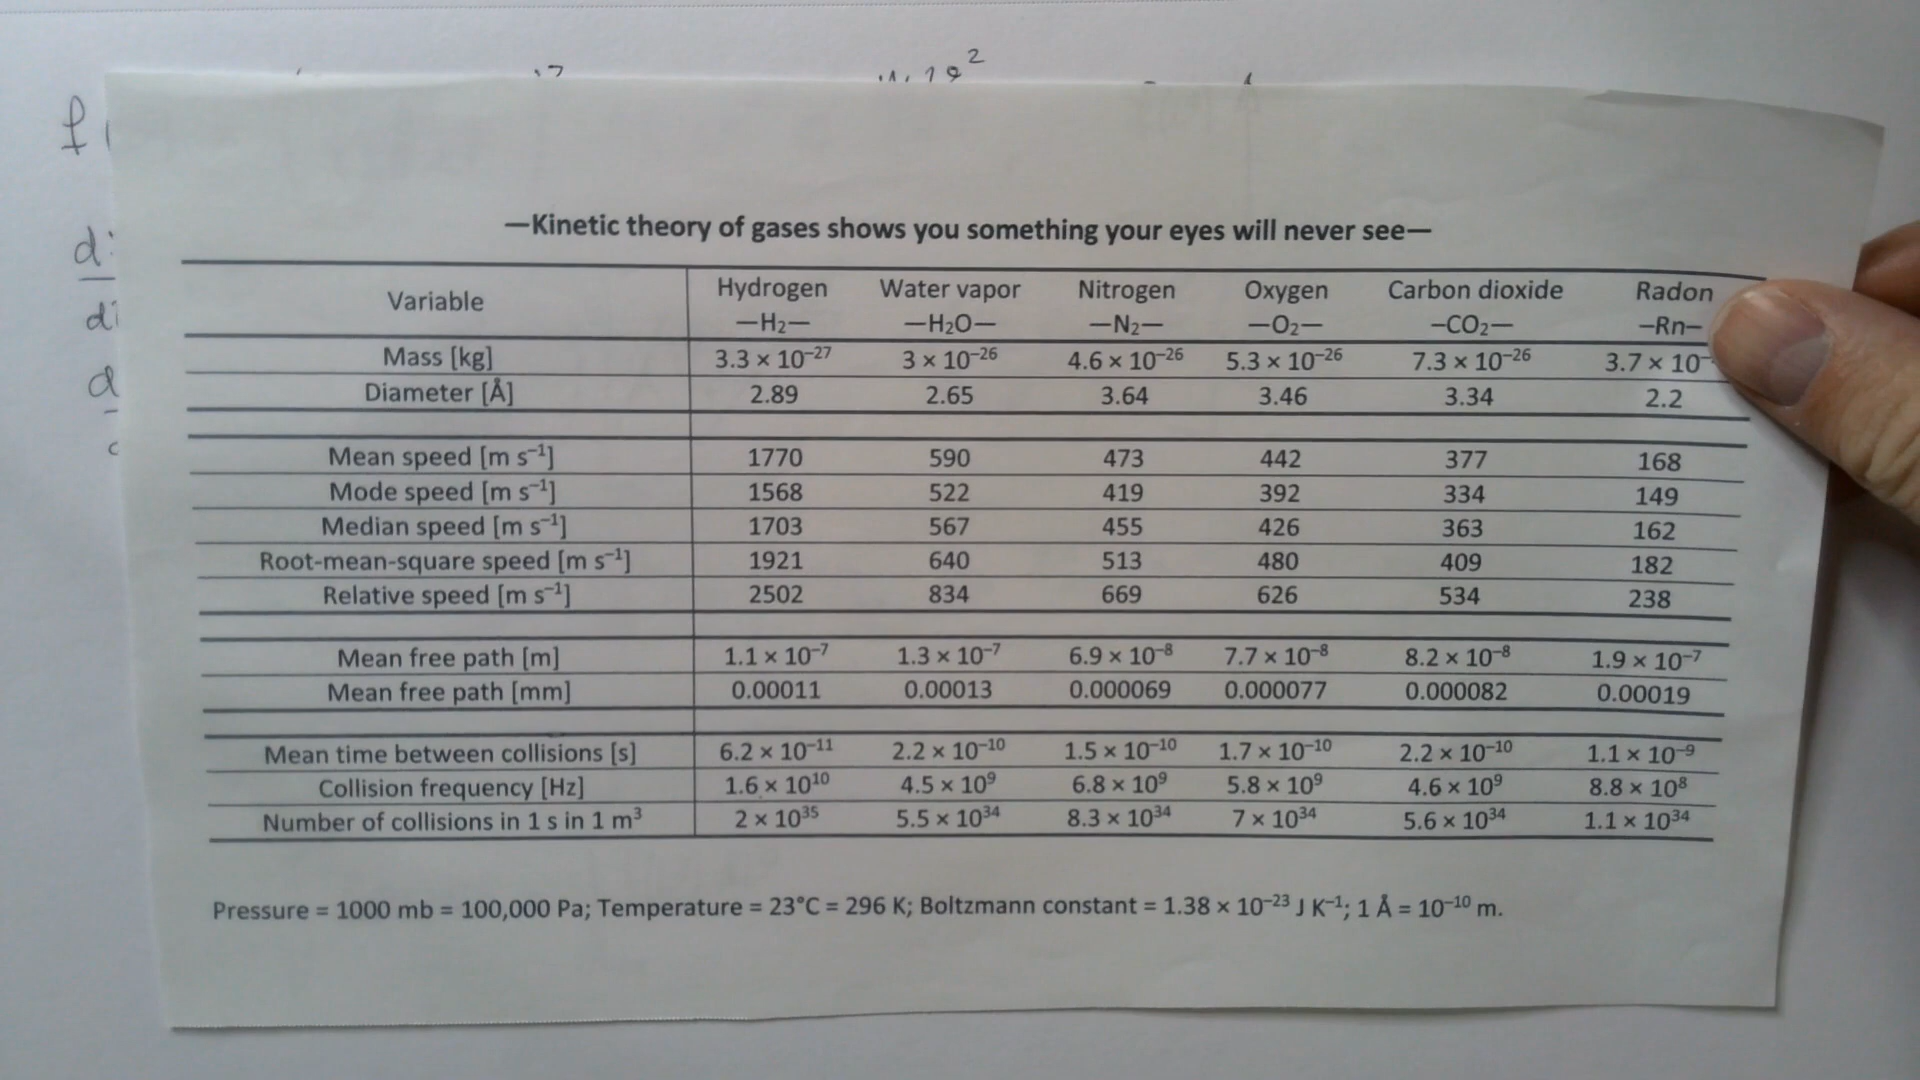 2
f
d:
di
d
—Kinetic theory of gases shows you something your eyes will never see—
Variable Hydrogen —H₂— Water vapor —H₂O— Nitrogen —N₂— Oxygen —O₂— Carbon dioxide –CO₂— Radon –Rn–
Mass [kg] 3.3 × 10⁻²⁷ 3 × 10⁻²⁶ 4.6 × 10⁻²⁶ 5.3 × 10⁻²⁶ 7.3 × 10⁻²⁶ 3.7 × 10⁻
Diameter [Å] 2.89 2.65 3.64 3.46 3.34 2.2
Mean speed [m s⁻¹] 1770 590 473 442 377 168
Mode speed [m s⁻¹] 1568 522 419 392 334 149
Median speed [m s⁻¹] 1703 567 455 426 363 162
Root-mean-square speed [m s⁻¹] 1921 640 513 480 409 182
Relative speed [m s⁻¹] 2502 834 669 626 534 238
Mean free path [m] 1.1 × 10⁻⁷ 1.3 × 10⁻⁷ 6.9 × 10⁻⁸ 7.7 × 10⁻⁸ 8.2 × 10⁻⁸ 1.9 × 10⁻⁷
Mean free path [mm] 0.00011 0.00013 0.000069 0.000077 0.000082 0.00019
Mean time between collisions [s] 6.2 × 10⁻¹¹ 2.2 × 10⁻¹⁰ 1.5 × 10⁻¹⁰ 1.7 × 10⁻¹⁰ 2.2 × 10⁻¹⁰ 1.1 × 10⁻⁹
Collision frequency [Hz] 1.6 × 10¹⁰ 4.5 × 10⁹ 6.8 × 10⁹ 5.8 × 10⁹ 4.6 × 10⁹ 8.8 × 10⁸
Number of collisions in 1 s in 1 m³ 2 × 10³⁵ 5.5 × 10³⁴ 8.3 × 10³⁴ 7 × 10³⁴ 5.6 × 10³⁴ 1.1 × 10³⁴
Pressure = 1000 mb = 100,000 Pa; Temperature = 23°C = 296 K; Boltzmann constant = 1.38 × 10⁻²³ J K⁻¹; 1 Å = 10⁻¹⁰ m.